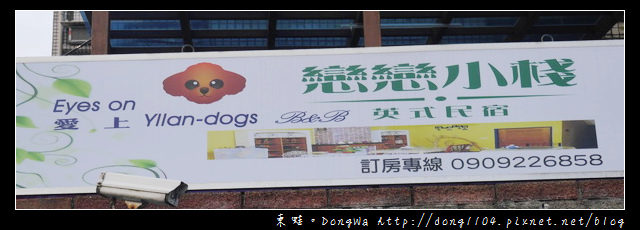 Eyes on
愛上 Yilan-dogs
B&B
戀戀小棧
英式民宿
訂房專線 0909226858
東蛙。DongWa http://dong1104.pixnet.net/blog